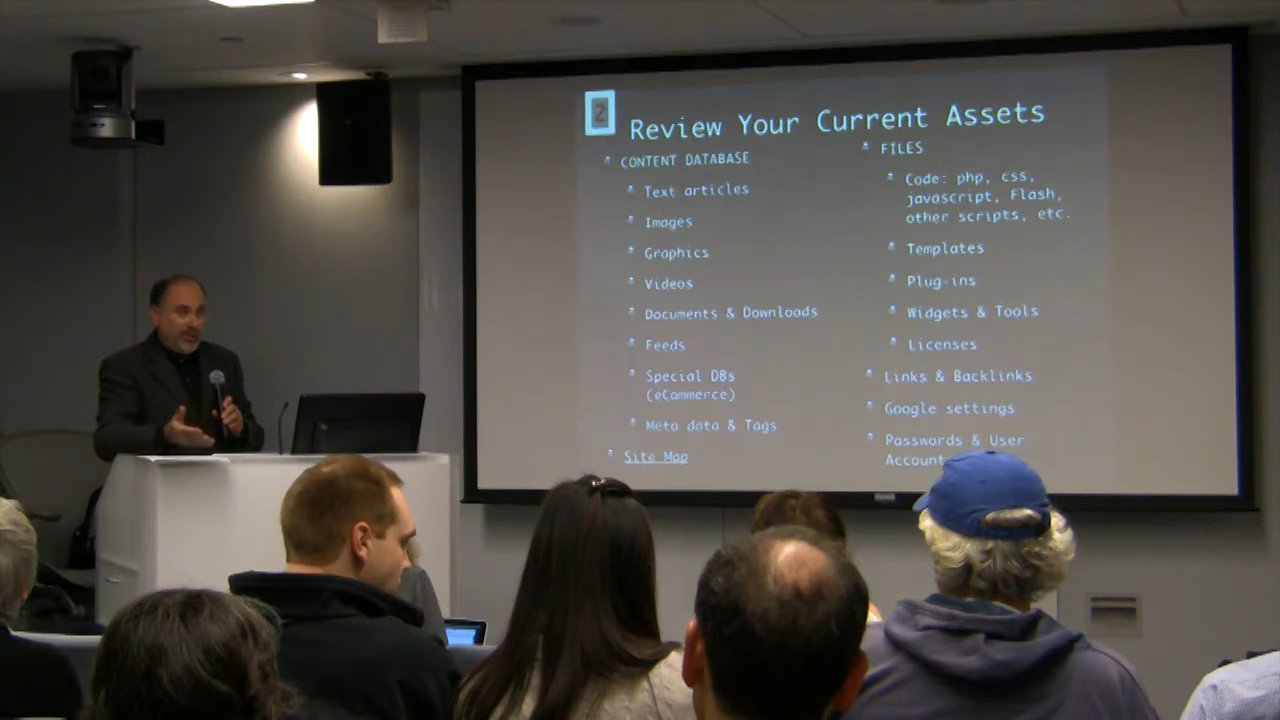 2
Review Your Current Assets
CONTENT DATABASE
Text articles
Images
Graphics
Videos
Documents & Downloads
Feeds
Special DBs
(eCommerce)
Meta data & Tags
Site Map
FILES
Code: php, css,
javascript, Flash,
other scripts, etc.
Templates
Plug-ins
Widgets & Tools
Licenses
Links & Backlinks
Google settings
Passwords & User